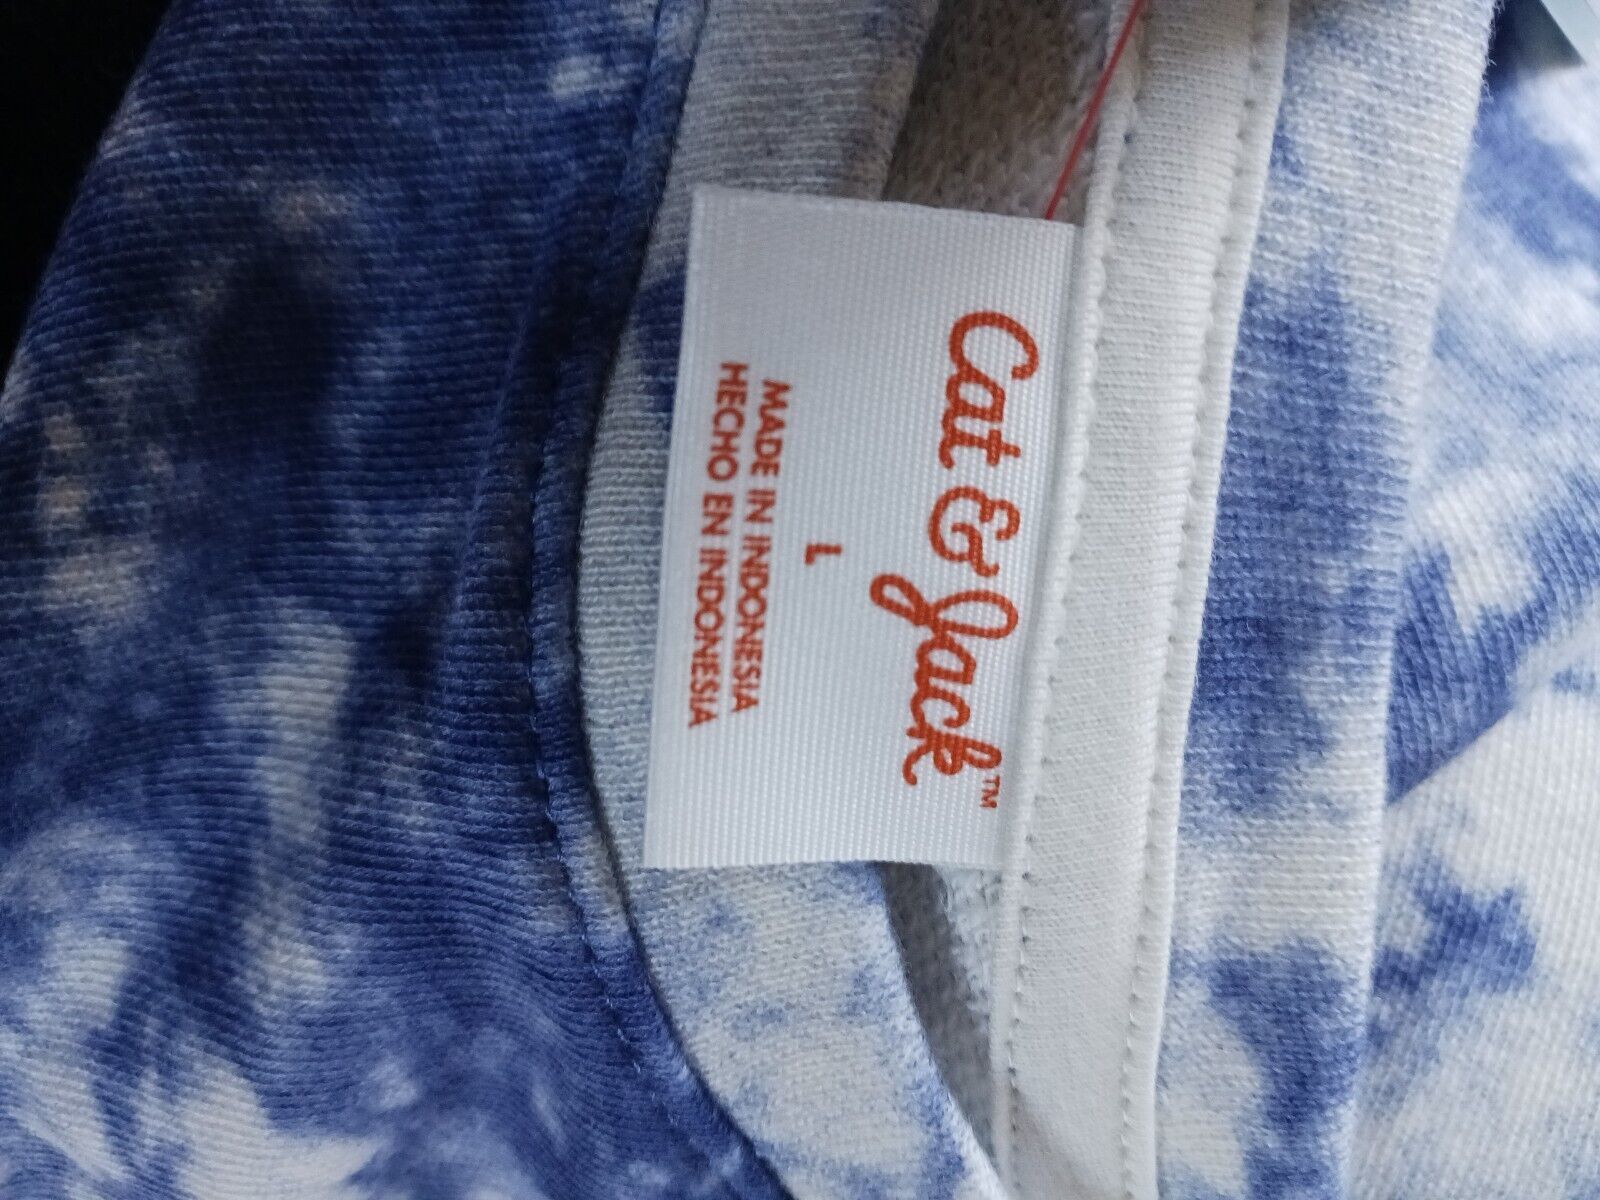 Cat & Jack™
L
MADE IN INDONESIA
HECHO EN INDONESIA